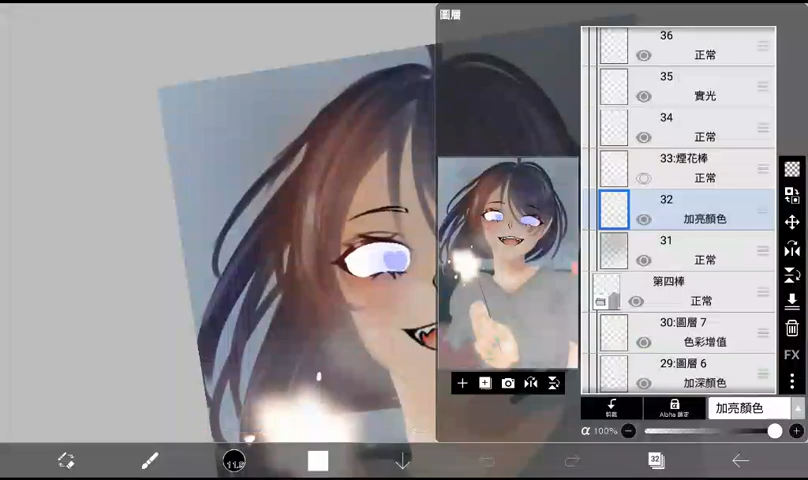 圖層
36
正常
35
實光
34
正常
33:煙花棒
正常
32
加亮顏色
31
正常
第四棒
正常
30:圖層 7
色彩增值
29:圖層 6
加深顏色
剪裁
Alpha 鎖定
加亮顏色
α 100%
FX
11.0
32